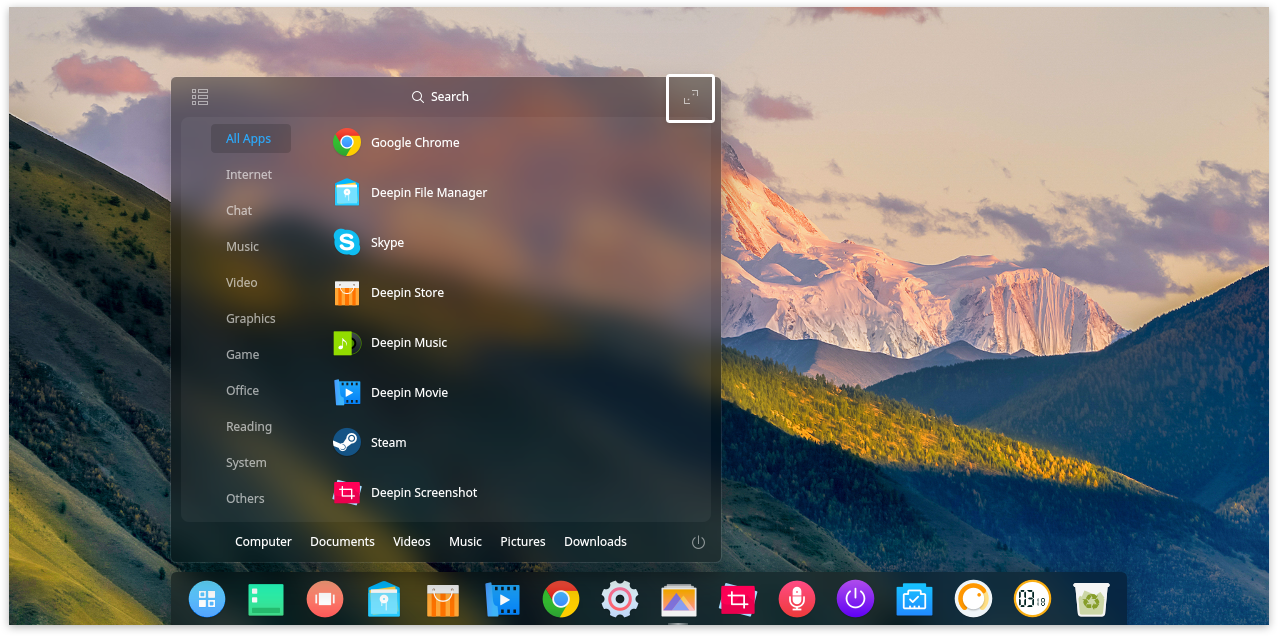 Search
All Apps
Internet
Chat
Music
Video
Graphics
Game
Office
Reading
System
Others
Google Chrome
Deepin File Manager
Skype
Deepin Store
Deepin Music
Deepin Movie
Steam
Deepin Screenshot
Computer Documents Videos Music Pictures Downloads
03 18